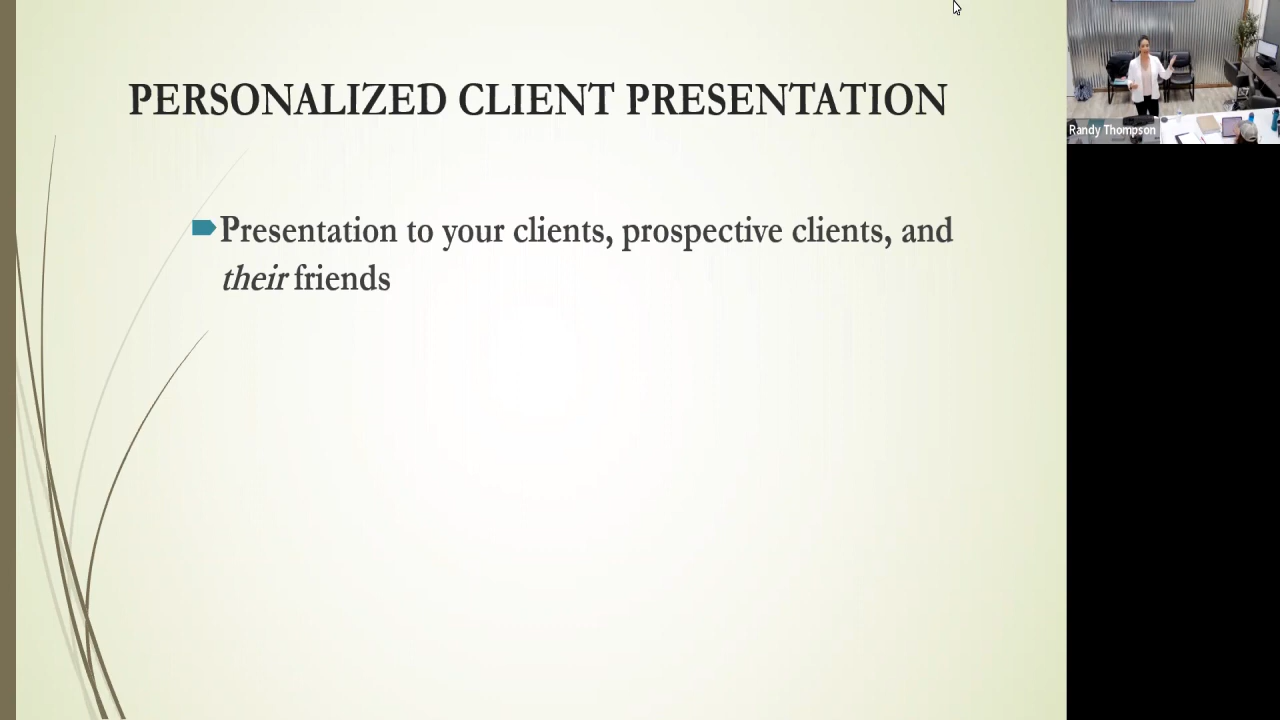 PERSONALIZED CLIENT PRESENTATION
Presentation to your clients, prospective clients, and
their friends
Randy Thompson